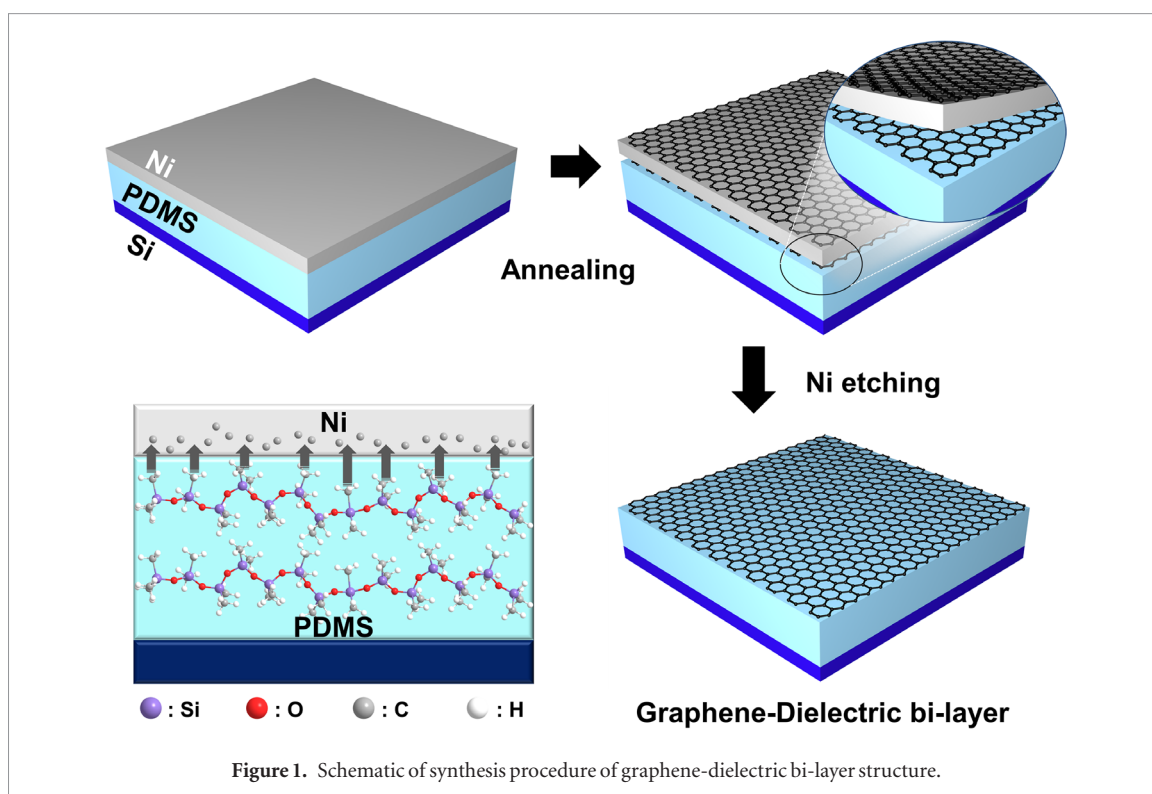 Ni
PDMS
Si
Annealing
Ni etching
Ni
PDMS
: Si : O : C : H
Graphene-Dielectric bi-layer
Figure 1. Schematic of synthesis procedure of graphene-dielectric bi-layer structure.